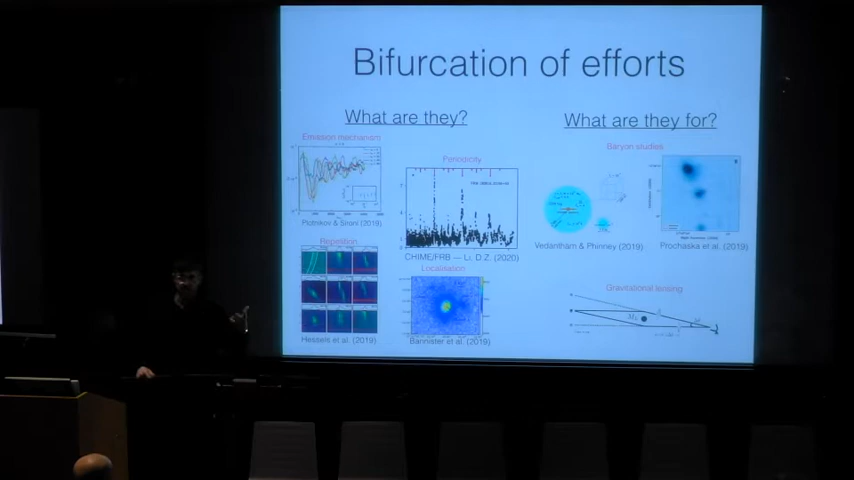 Bifurcation of efforts
What are they?
What are they for?
Emission mechanism
Plotnikov & Sironi (2019)
Periodicity
CHIME/FRB — Li, D.Z. (2020)
Repetition
Hessels et al. (2019)
Localisation
Bannister et al. (2019)
Baryon studies
Vedantham & Phinney (2019)
Prochaska et al. (2019)
Gravitational lensing